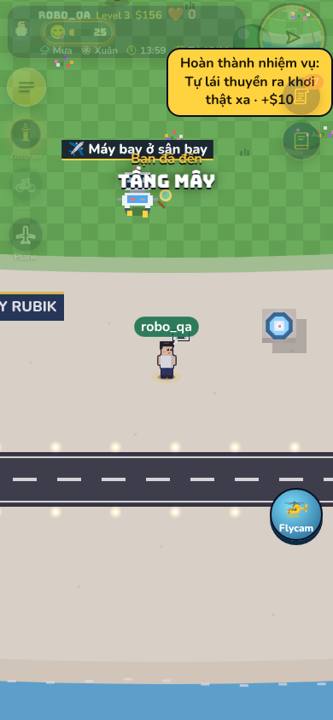 ROBO_QA Level 3 $156 0
25
Mưa Xuân 13:59
Hoàn thành nhiệm vụ:
Tự lái thuyền ra khơi
thật xa · +$10
Máy bay ở sân bay
Bạn đã đến
TẦNG MÂY
Y RUBIK
robo_qa
Flycam